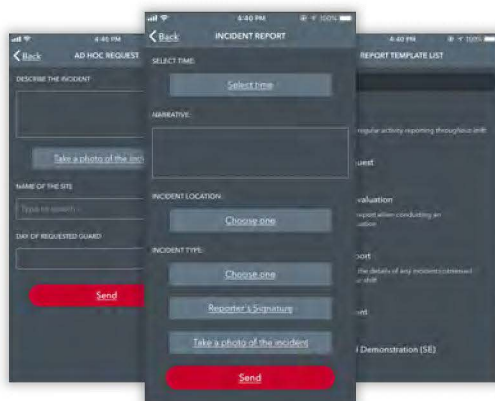 4:40 PM
Back
AD HOC REQUEST
DESCRIBE THE INCIDENT
Take a photo of the inci
NAME OF THE SITE
Type to search
DAY OF REQUESTED GUARD
Send
4:40 PM 100%
Back
INCIDENT REPORT
SELECT TIME:
Select time
NARRATIVE:
INCIDENT LOCATION:
Choose one
INCIDENT TYPE:
Choose one
Reporter's Signature
Take a photo of the incident
Send
4:40 PM 100%
REPORT TEMPLATE LIST
regular activity reporting throughout shift
uest
valuation
report when conducting an
port
the details of any incidents
shift
l Demonstration (SE)